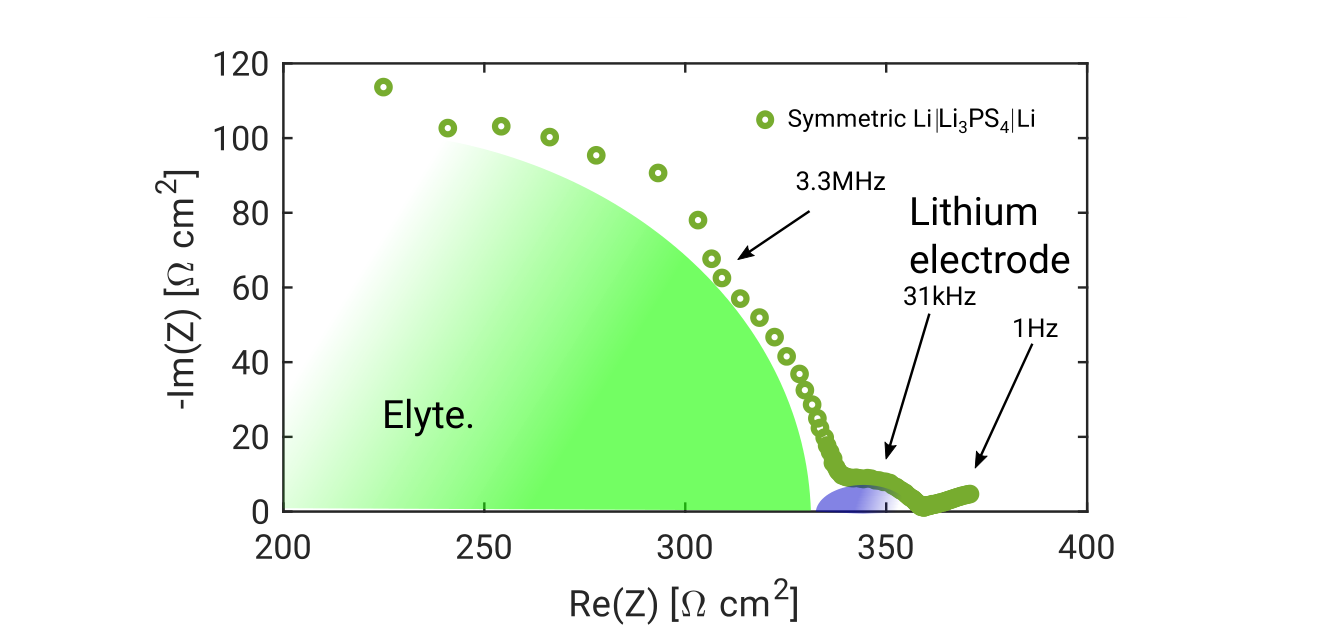 120
100
80
60
40
20
0
-Im(Z) [Ω cm²]
Symmetric Li|Li₃PS₄|Li
3.3MHz
Lithium
electrode
31kHz
1Hz
Elyte.
200 250 300 350 400
Re(Z) [Ω cm²]